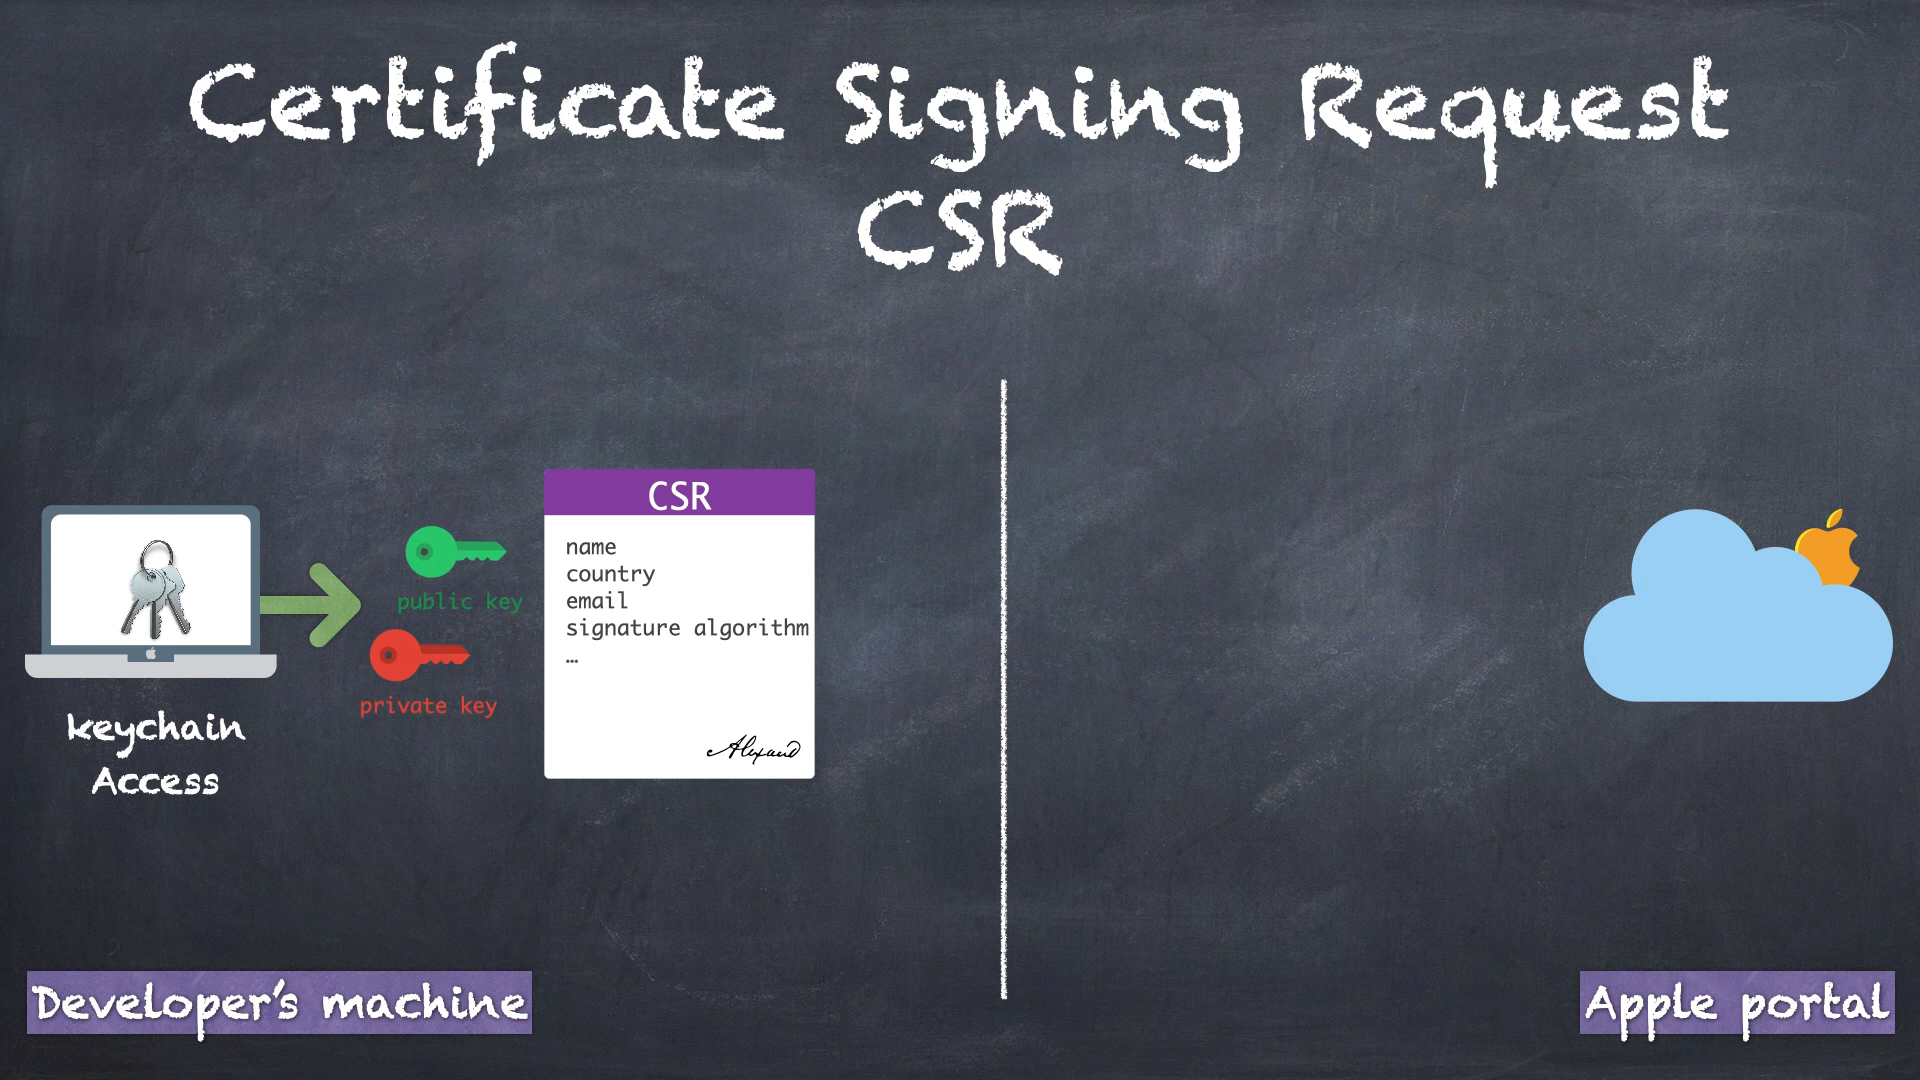 Certificate Signing Request
CSR
CSR
name
country
email
signature algorithm
…
public key
private key
keychain
Access
Developer's machine
Apple portal